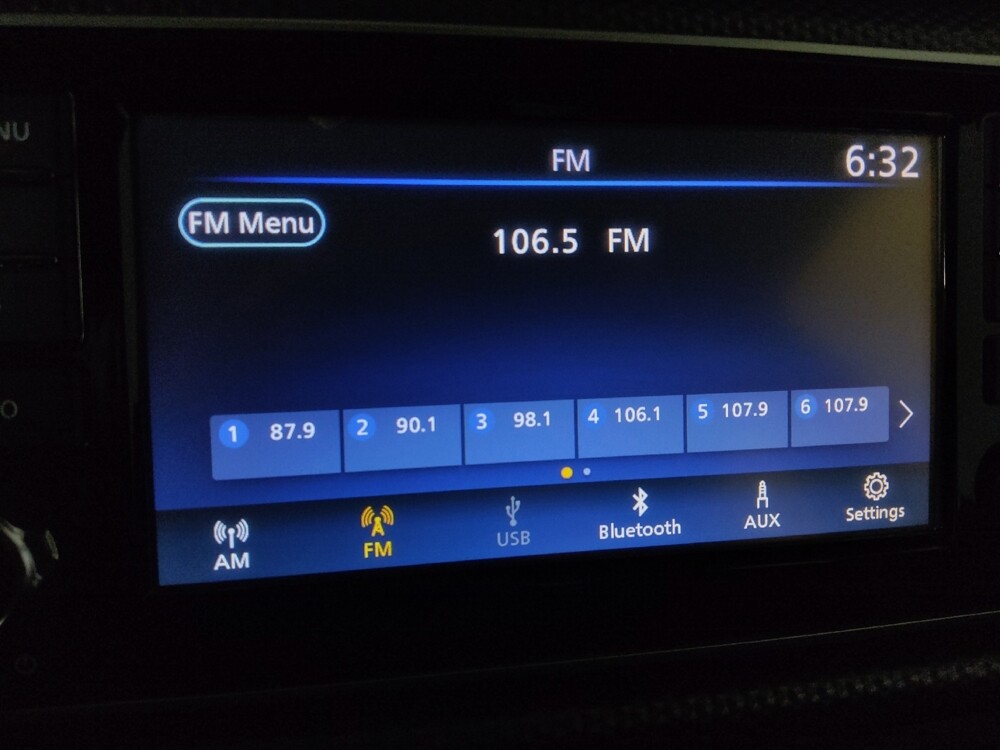 FM
6:32
FM Menu
106.5 FM
1 87.9
2 90.1
3 98.1
4 106.1
5 107.9
6 107.9
AM
FM
USB
Bluetooth
AUX
Settings